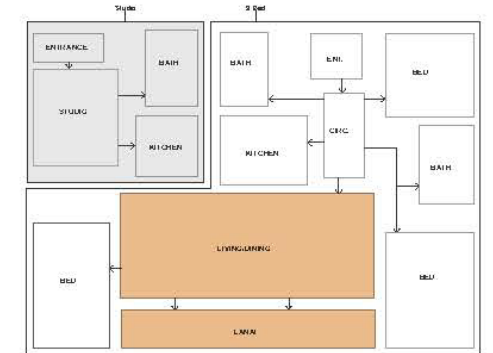 Studio
3 Bed
ENTRANCE
BATH
STUDIO
KITCHEN
BATH
ENT.
BED
CIRC.
KITCHEN
BATH
LIVING/DINING
BED
BED
LANAI